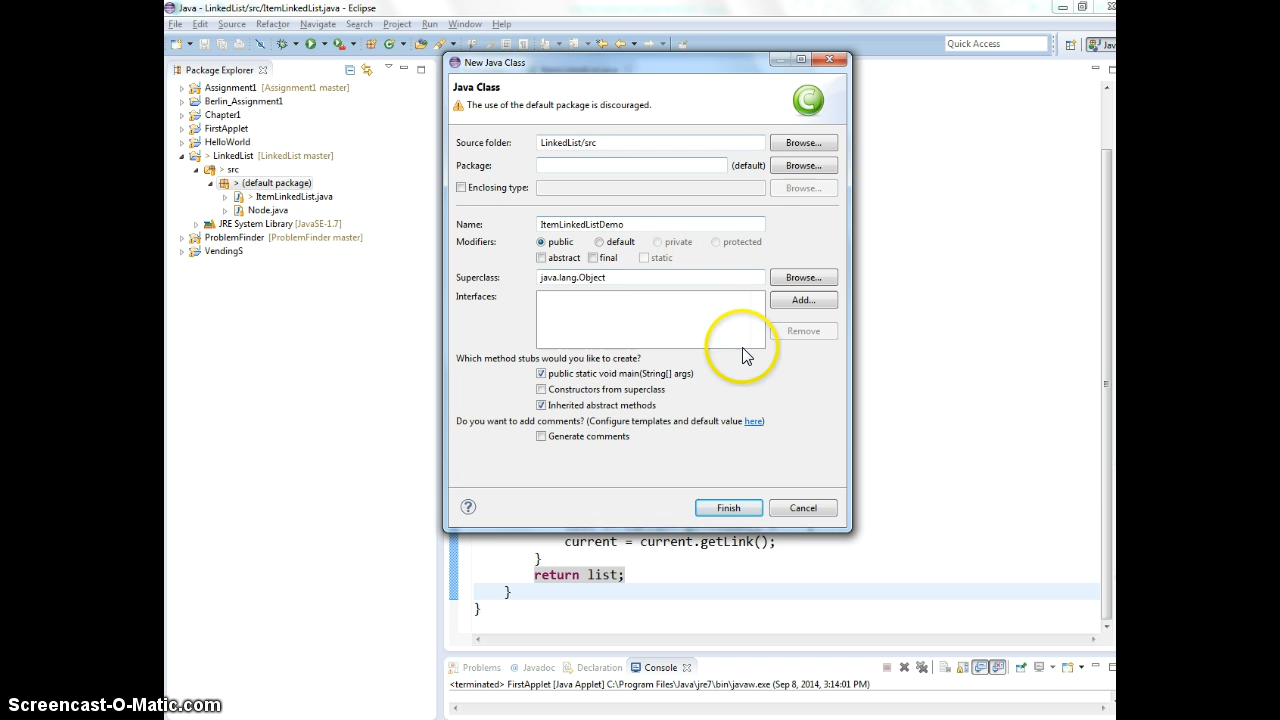 Java - LinkedList/src/ItemLinkedList.java - Eclipse
File Edit Source Refactor Navigate Search Project Run Window Help
Quick Access
Jav
Package Explorer
Assignment1 [Assignment1 master]
Berlin_Assignment1
Chapter1
FirstApplet
HelloWorld
> LinkedList [LinkedList master]
> src
> (default package)
> ItemLinkedList.java
Node.java
JRE System Library [JavaSE-1.7]
ProblemFinder [ProblemFinder master]
VendingS
New Java Class
Java Class
The use of the default package is discouraged.
Source folder: LinkedList/src Browse...
Package: (default) Browse...
Enclosing type: Browse...
Name: ItemLinkedListDemo
Modifiers: public default private protected
abstract final static
Superclass: java.lang.Object Browse...
Interfaces: Add...
Remove
Which method stubs would you like to create?
public static void main(String[] args)
Constructors from superclass
Inherited abstract methods
Do you want to add comments? (Configure templates and default value here)
Generate comments
? Finish Cancel
current = current.getLink();
}
return list;
}
}
Problems @ Javadoc Declaration Console
<terminated> FirstApplet [Java Applet] C:\Program Files\Java\jre7\bin\javaw.exe (Sep 8, 2014, 3:14:01 PM)
Screencast-O-Matic.com